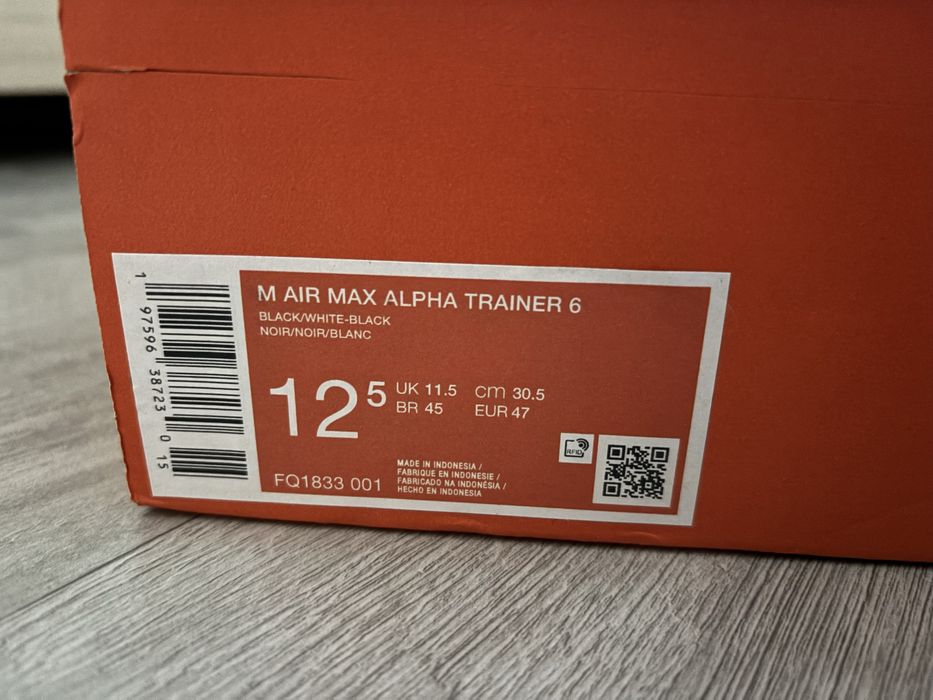 1 97596 38723 0 15
M AIR MAX ALPHA TRAINER 6
BLACK/WHITE-BLACK
NOIR/NOIR/BLANC
12 5
UK 11.5 cm 30.5
BR 45 EUR 47
FQ1833 001
MADE IN INDONESIA /
FABRIQUE EN INDONESIE /
FABRICADO NA INDONÉSIA /
HECHO EN INDONESIA
RFID